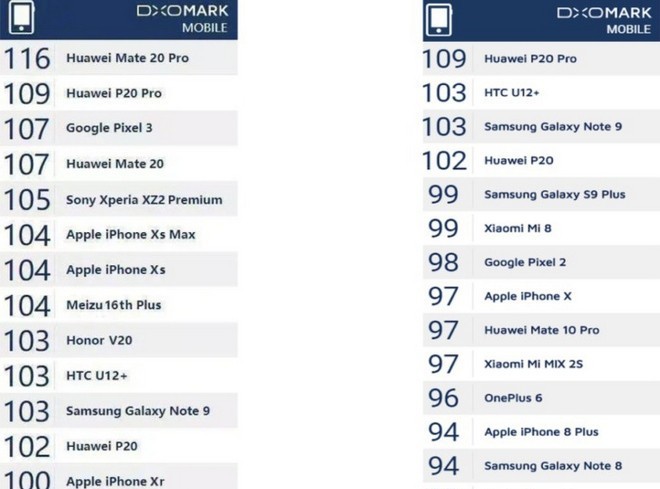 DXOMARK
MOBILE
116 Huawei Mate 20 Pro
109 Huawei P20 Pro
107 Google Pixel 3
107 Huawei Mate 20
105 Sony Xperia XZ2 Premium
104 Apple iPhone Xs Max
104 Apple iPhone Xs
104 Meizu 16th Plus
103 Honor V20
103 HTC U12+
103 Samsung Galaxy Note 9
102 Huawei P20
100 Apple iPhone Xr
DXOMARK
MOBILE
109 Huawei P20 Pro
103 HTC U12+
103 Samsung Galaxy Note 9
102 Huawei P20
99 Samsung Galaxy S9 Plus
99 Xiaomi Mi 8
98 Google Pixel 2
97 Apple iPhone X
97 Huawei Mate 10 Pro
97 Xiaomi Mi MIX 2S
96 OnePlus 6
94 Apple iPhone 8 Plus
94 Samsung Galaxy Note 8